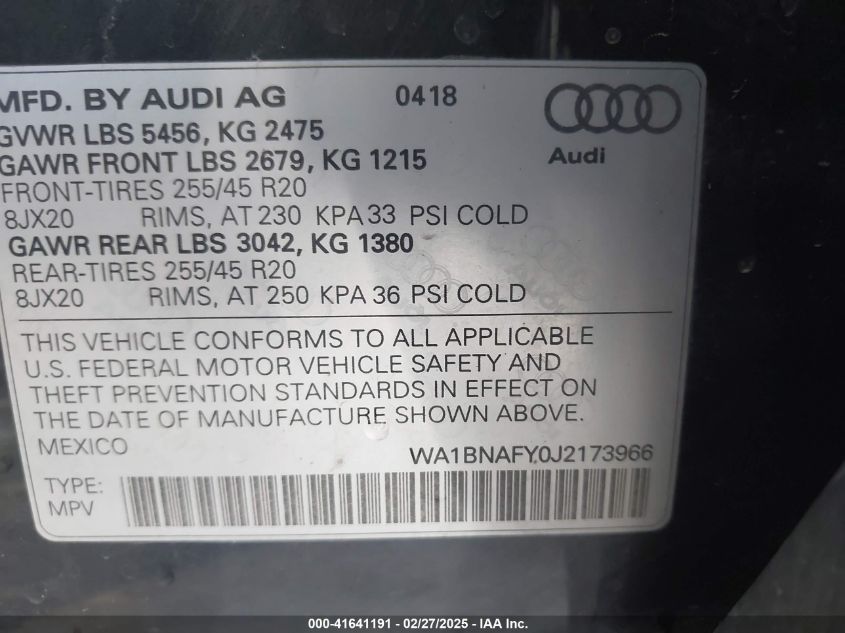 MFD. BY AUDI AG 0418
GVWR LBS 5456, KG 2475
Audi
GAWR FRONT LBS 2679, KG 1215
FRONT-TIRES 255/45 R20
8JX20 RIMS, AT 230 KPA 33 PSI COLD
GAWR REAR LBS 3042, KG 1380
REAR-TIRES 255/45 R20
8JX20 RIMS, AT 250 KPA 36 PSI COLD
THIS VEHICLE CONFORMS TO ALL APPLICABLE
U.S. FEDERAL MOTOR VEHICLE SAFETY AND
THEFT PREVENTION STANDARDS IN EFFECT ON
THE DATE OF MANUFACTURE SHOWN ABOVE.
MEXICO
WA1BNAFY0J2173966
TYPE:
MPV
000-41641191 - 02/27/2025 - IAA Inc.